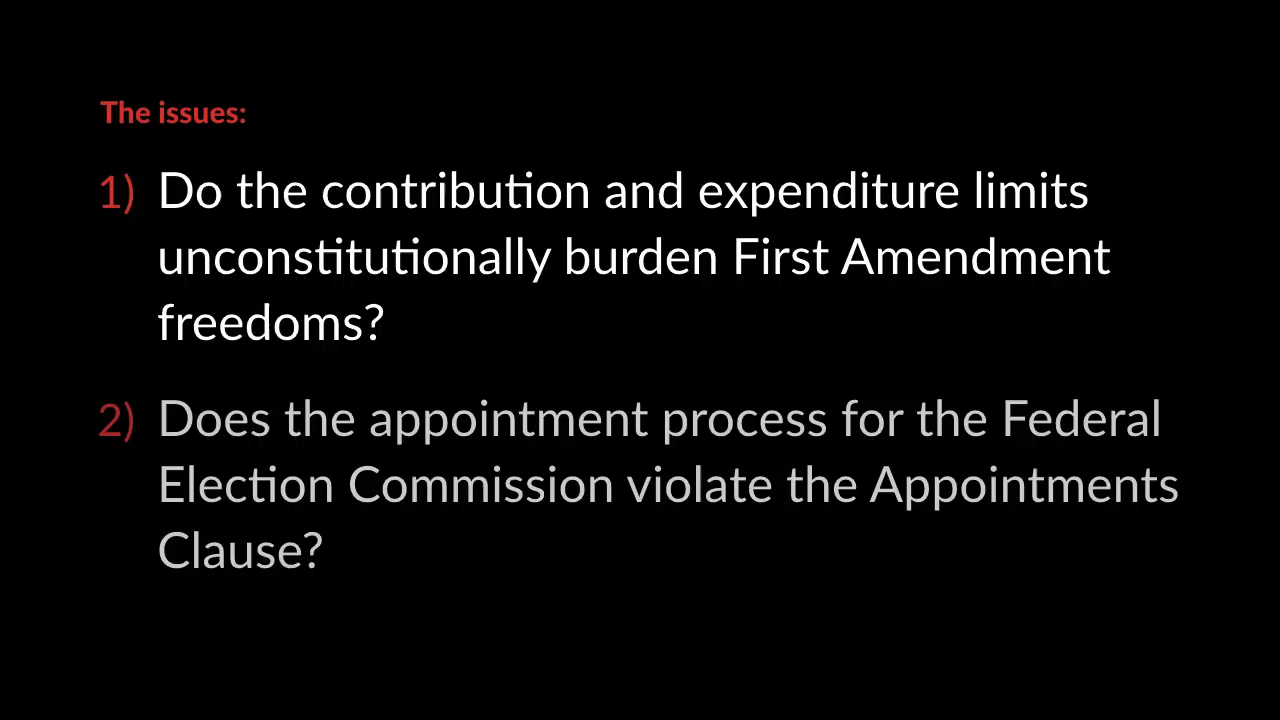 The issues:
1) Do the contribution and expenditure limits
unconstitutionally burden First Amendment
freedoms?
2) Does the appointment process for the Federal
Election Commission violate the Appointments
Clause?